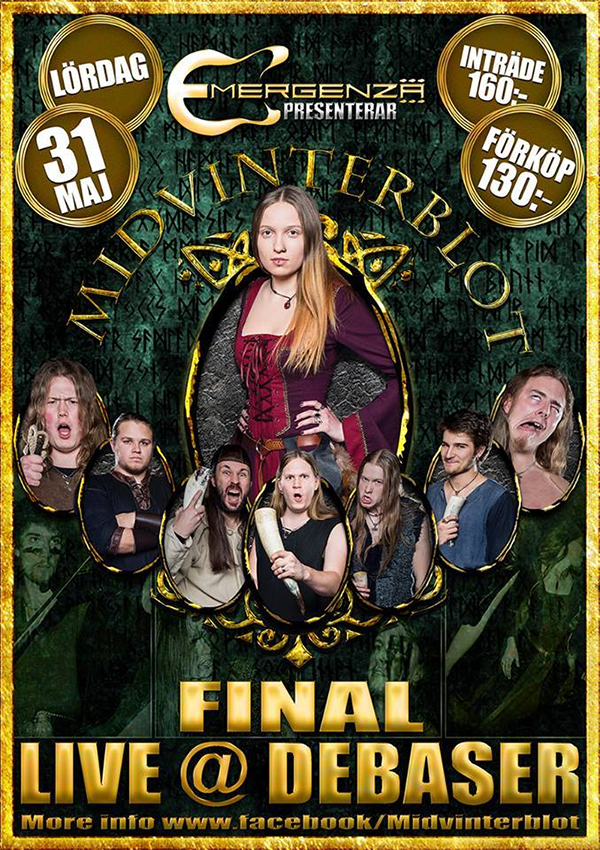 LÖRDAG
31
MAJ
EMERGENZA
PRESENTERAR
INTRÄDE
160:-
FÖRKÖP
130:-
MIDVINTERBLOT
FINAL
LIVE @ DEBASER
More info www.facebook/Midvinterblot